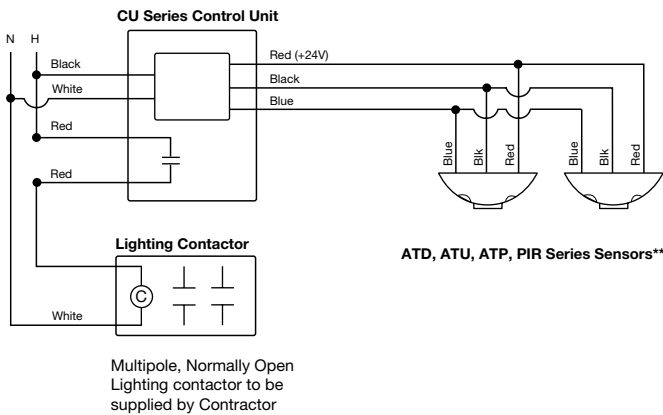 CU Series Control Unit
N H
Black
White
Red
Red
Red (+24V)
Black
Blue
Blue
Blk
Red
Blue
Blk
Red
ATD, ATU, ATP, PIR Series Sensors**
Lighting Contactor
C
White
Multipole, Normally Open
Lighting contactor to be
supplied by Contractor